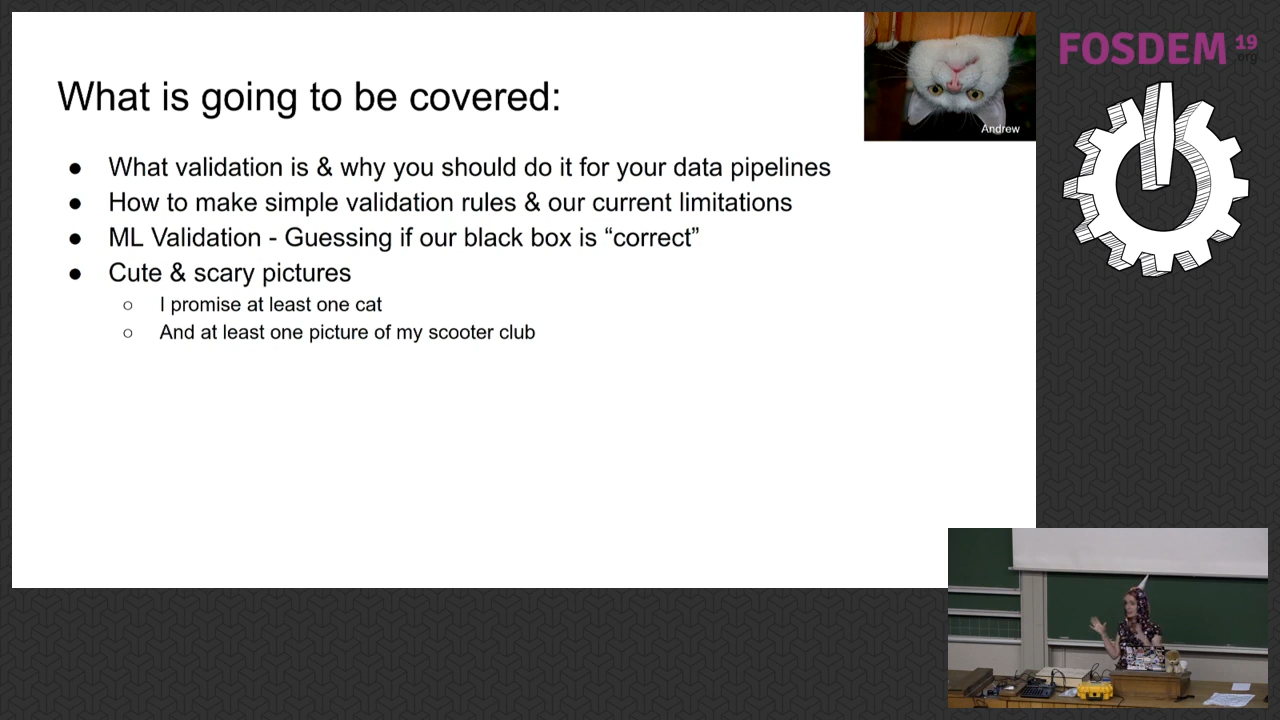 What is going to be covered:
● What validation is & why you should do it for your data pipelines
● How to make simple validation rules & our current limitations
● ML Validation - Guessing if our black box is “correct”
● Cute & scary pictures
○ I promise at least one cat
○ And at least one picture of my scooter club
Andrew
FOSDEM 19
.org